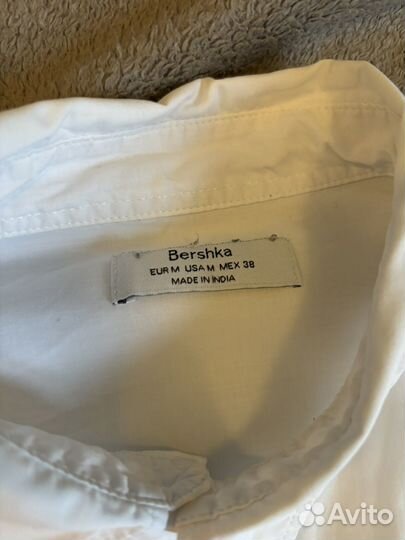 Bershka
EUR M USA M MEX 38
MADE IN INDIA
Avito